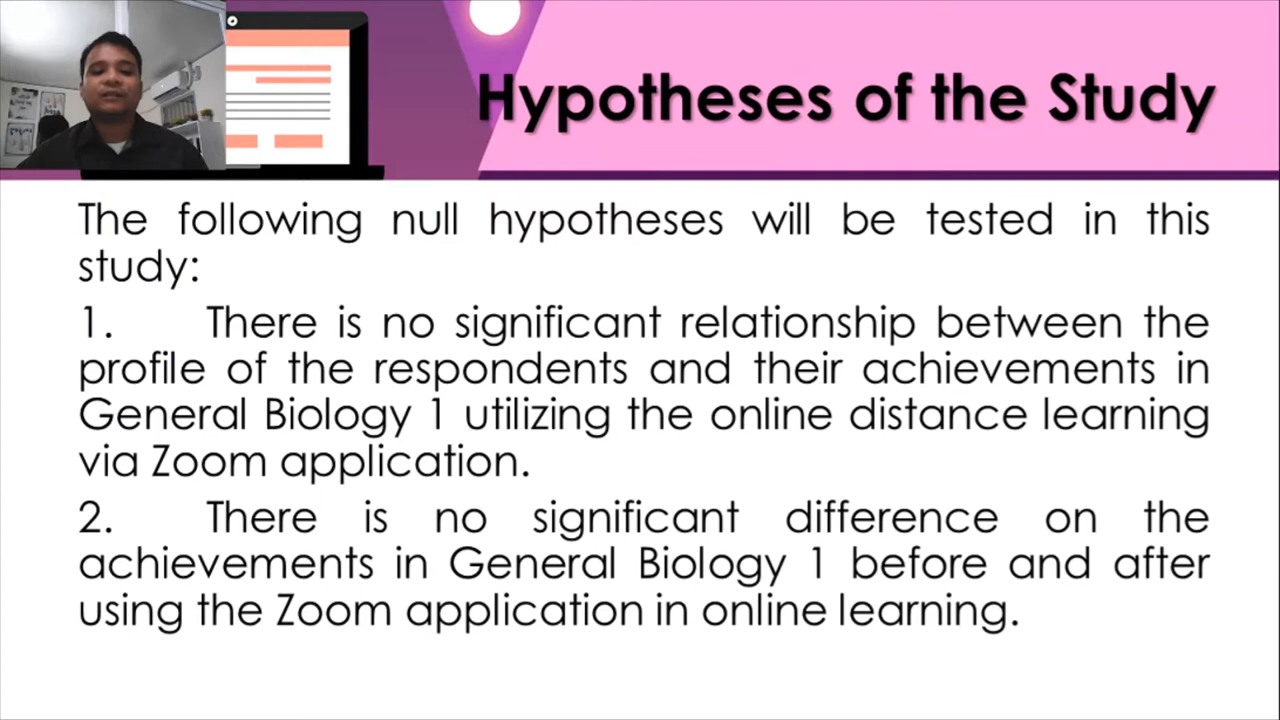 Hypotheses of the Study
The following null hypotheses will be tested in this
study:
1. There is no significant relationship between the
profile of the respondents and their achievements in
General Biology 1 utilizing the online distance learning
via Zoom application.
2. There is no significant difference on the
achievements in General Biology 1 before and after
using the Zoom application in online learning.